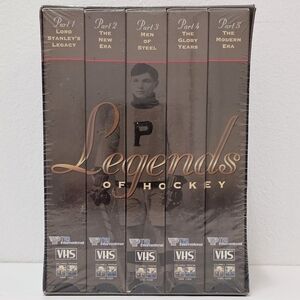 Part 1
LORD
STANLEY'S
LEGACY
Part 2
THE
NEW
ERA
Part 3
MEN
OF
STEEL
Part 4
THE
GLORY
YEARS
Part 5
THE
MODERN
ERA
P
Legends
OF HOCKEY
VHS
VHS
VHS
VHS
VHS